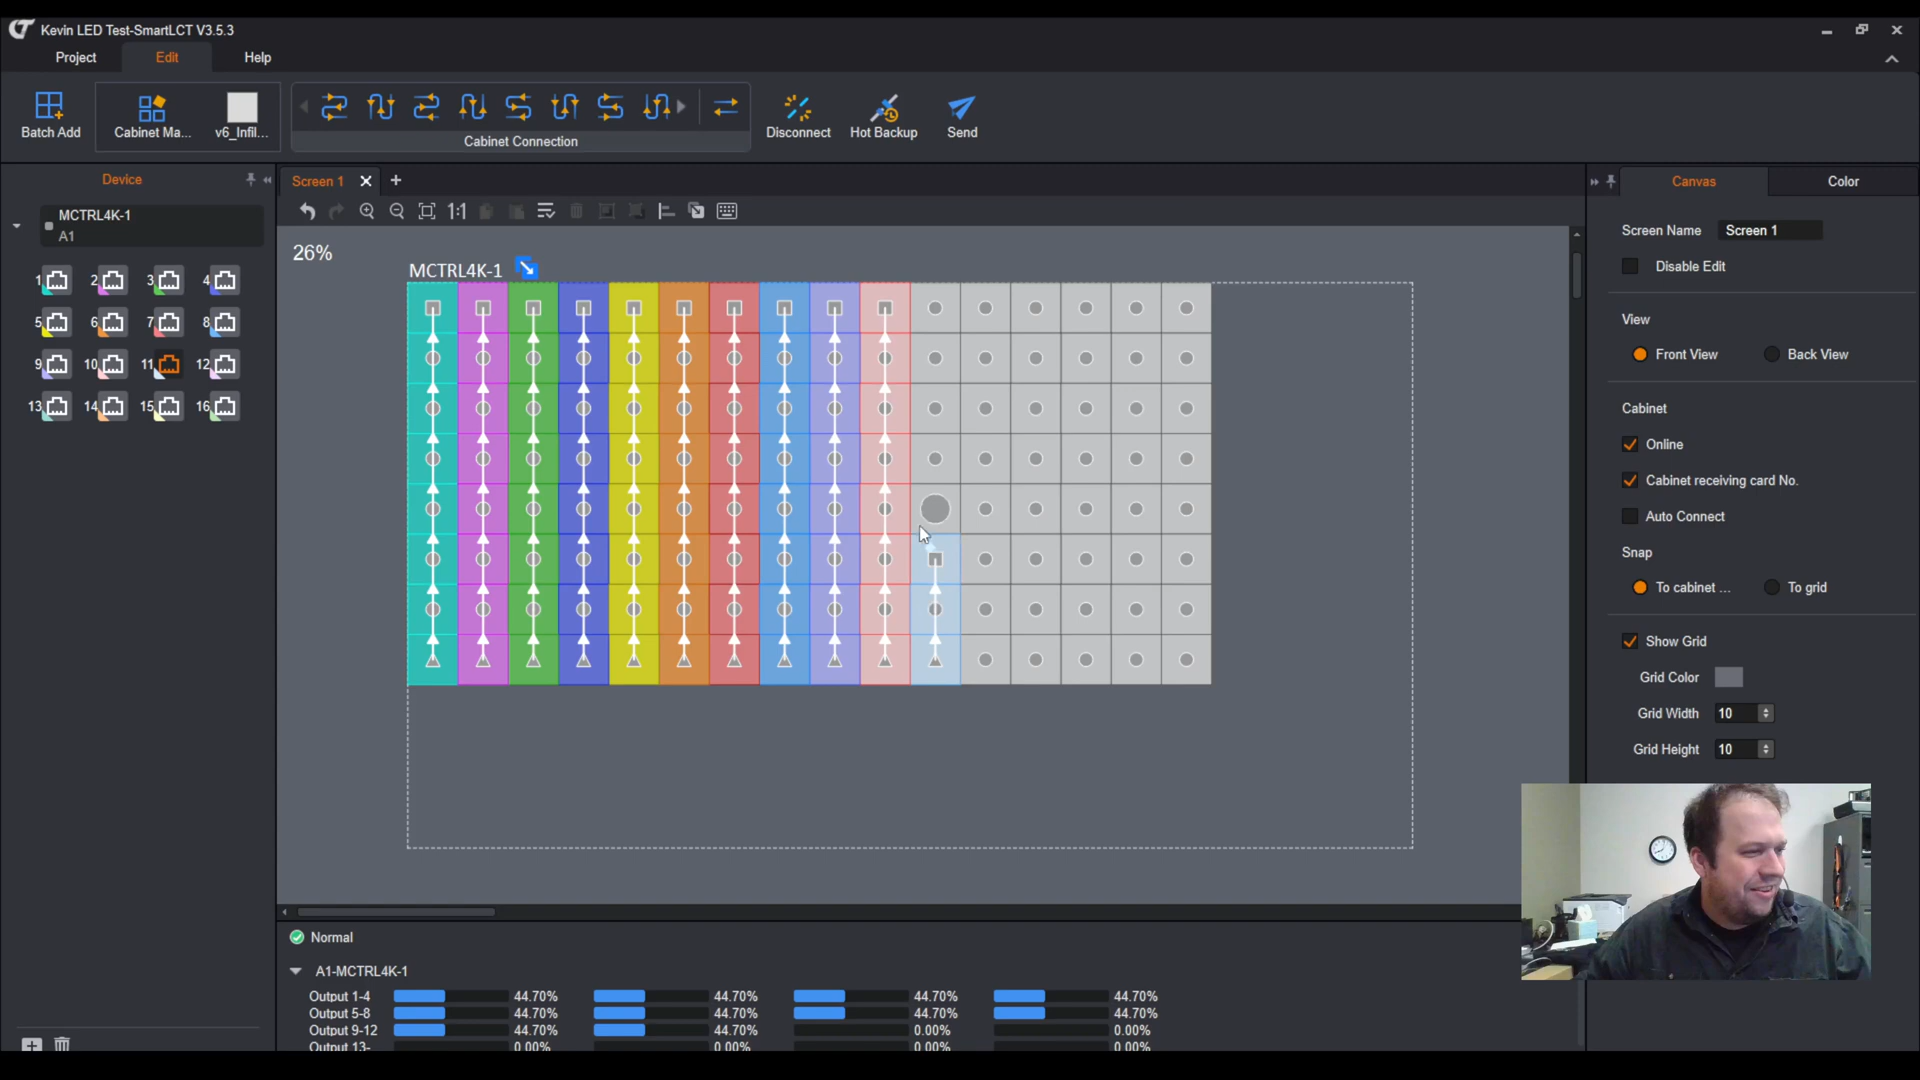 Kevin LED Test-SmartLCT V3.5.3
Project Edit Help
Batch Add Cabinet Ma... v6_Infil... Cabinet Connection Disconnect Hot Backup Send
Device
MCTRL4K-1
A1
1 2 3 4
5 6 7 8
9 10 11 12
13 14 15 16
Screen 1
1:1
26%
MCTRL4K-1
Canvas Color
Screen Name Screen 1
Disable Edit
View
Front View Back View
Cabinet
Online
Cabinet receiving card No.
Auto Connect
Snap
To cabinet ... To grid
Show Grid
Grid Color
Grid Width 10
Grid Height 10
Normal
A1-MCTRL4K-1
Output 1-4 44.70% 44.70% 44.70% 44.70%
Output 5-8 44.70% 44.70% 44.70% 44.70%
Output 9-12 44.70% 44.70% 0.00% 0.00%
Output 13- 0.00% 0.00% 0.00% 0.00%